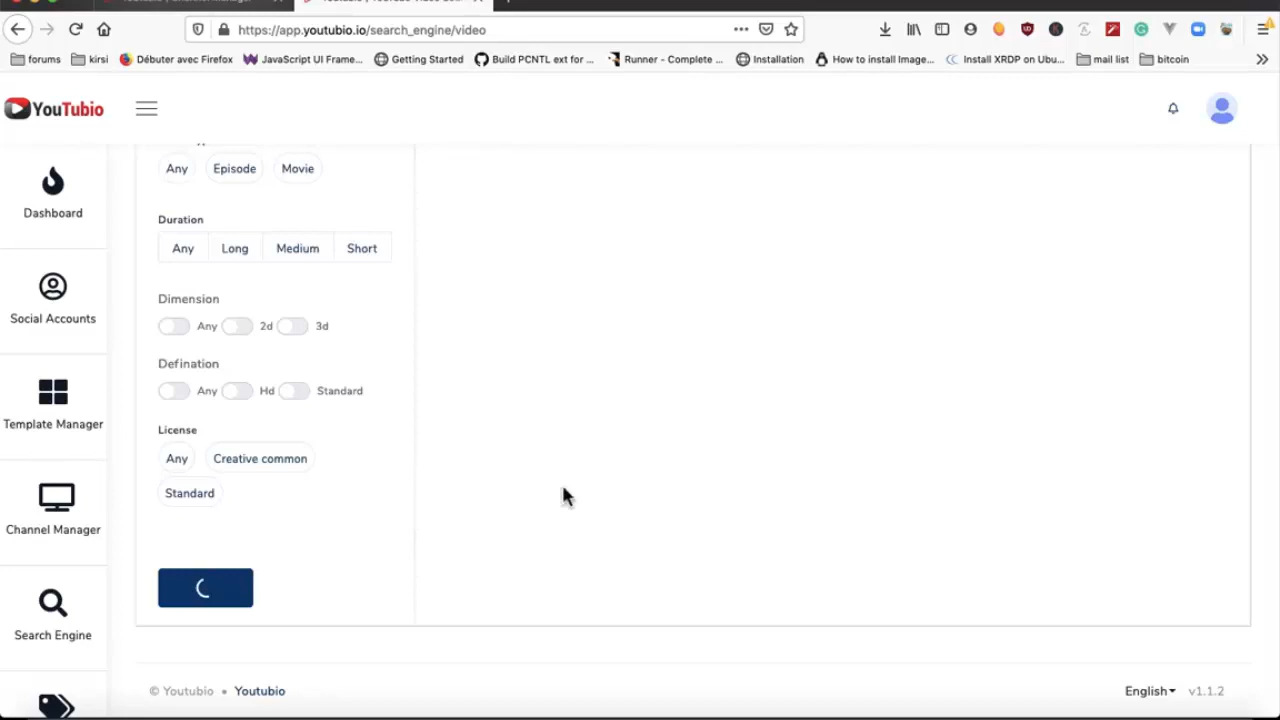 https://app.youtubio.io/search_engine/video
forums kirsi Débuter avec Firefox JavaScript UI Frame... Getting Started Build PCNTL ext for ... Runner - Complete ... Installation How to install Image... Install XRDP on Ubu... mail list bitcoin
YouTubio
Any Episode Movie
Dashboard
Duration
Any Long Medium Short
Dimension
Any 2d 3d
Social Accounts
Defination
Any Hd Standard
Template Manager
License
Any Creative common
Standard
Channel Manager
Search Engine
© Youtubio • Youtubio
English v1.1.2